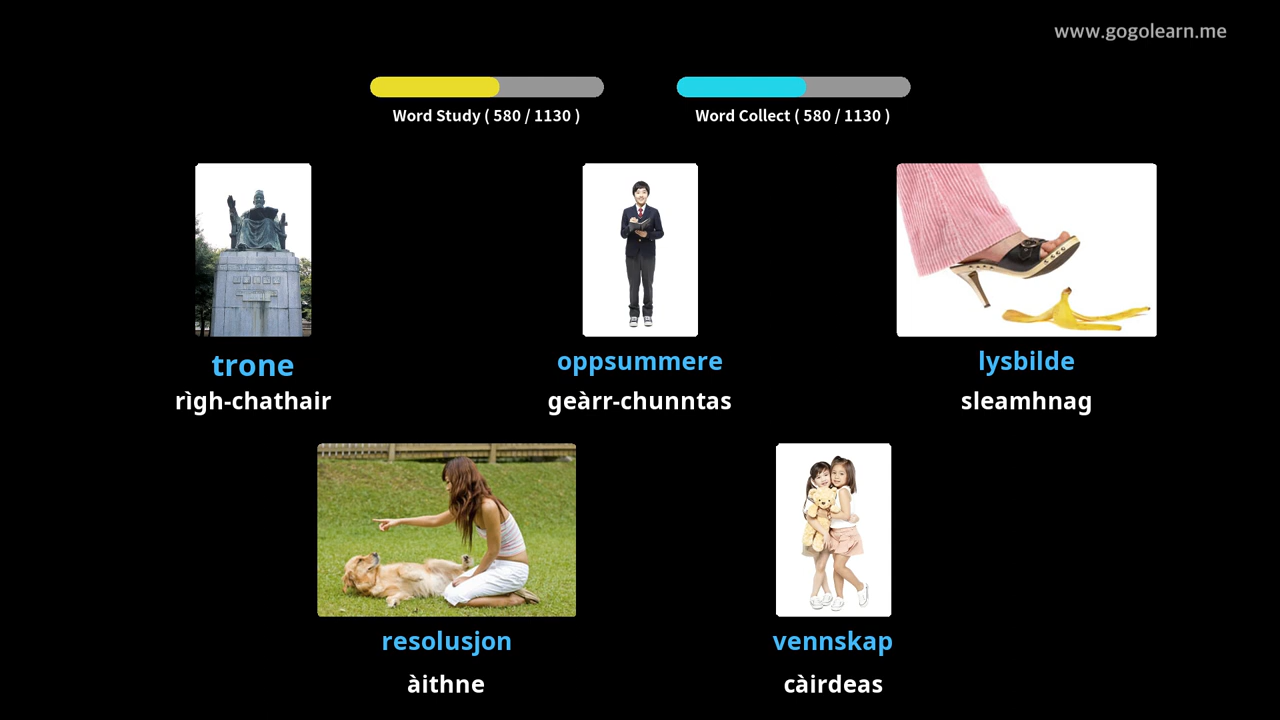 www.gogolearn.me
Word Study ( 580 / 1130 )
Word Collect ( 580 / 1130 )
trone
rìgh-chathair
oppsummere
geàrr-chunntas
lysbilde
sleamhnag
resolusjon
àithne
vennskap
càirdeas